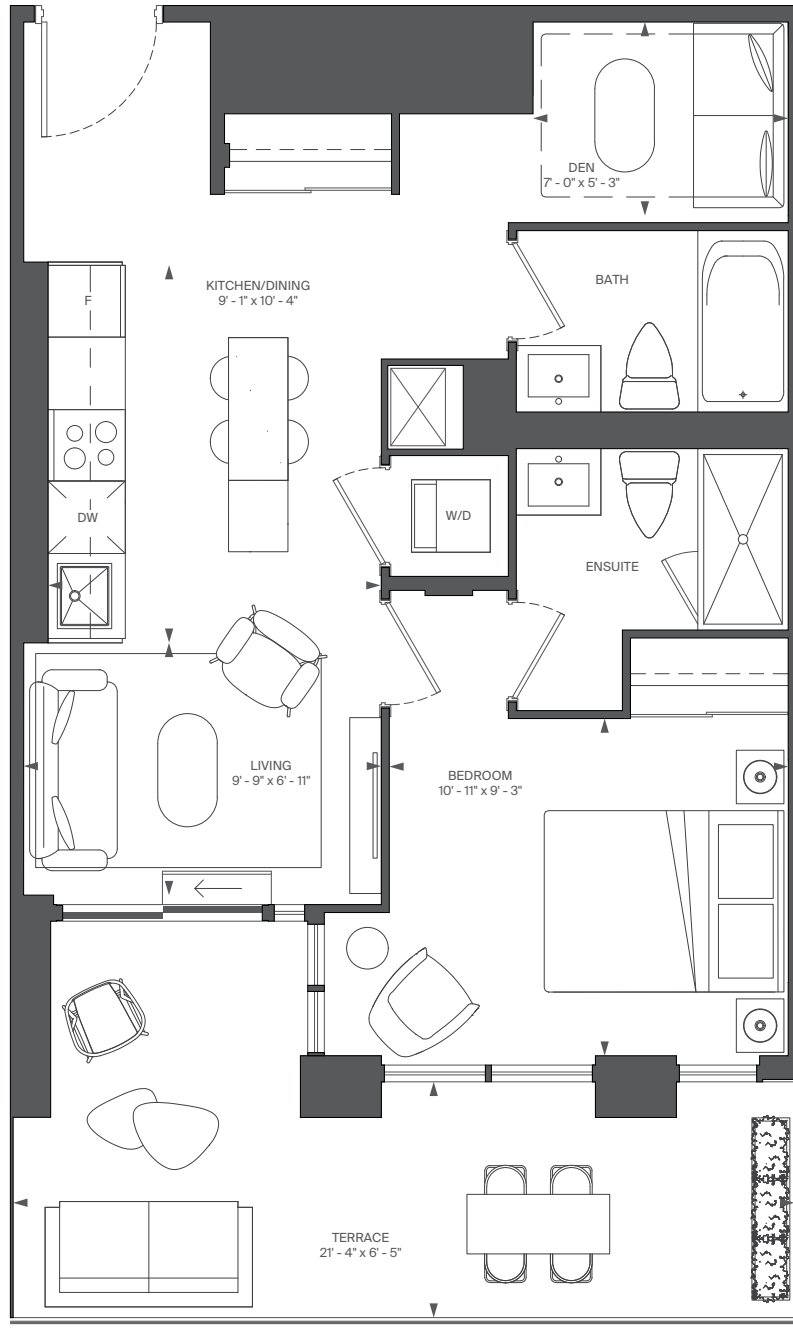 DEN
7' - 0" x 5' - 3"
BATH
KITCHEN/DINING
9' - 1" x 10' - 4"
F
DW
W/D
ENSUITE
LIVING
9' - 9" x 6' - 11"
BEDROOM
10' - 11" x 9' - 3"
TERRACE
21' - 4" x 6' - 5"